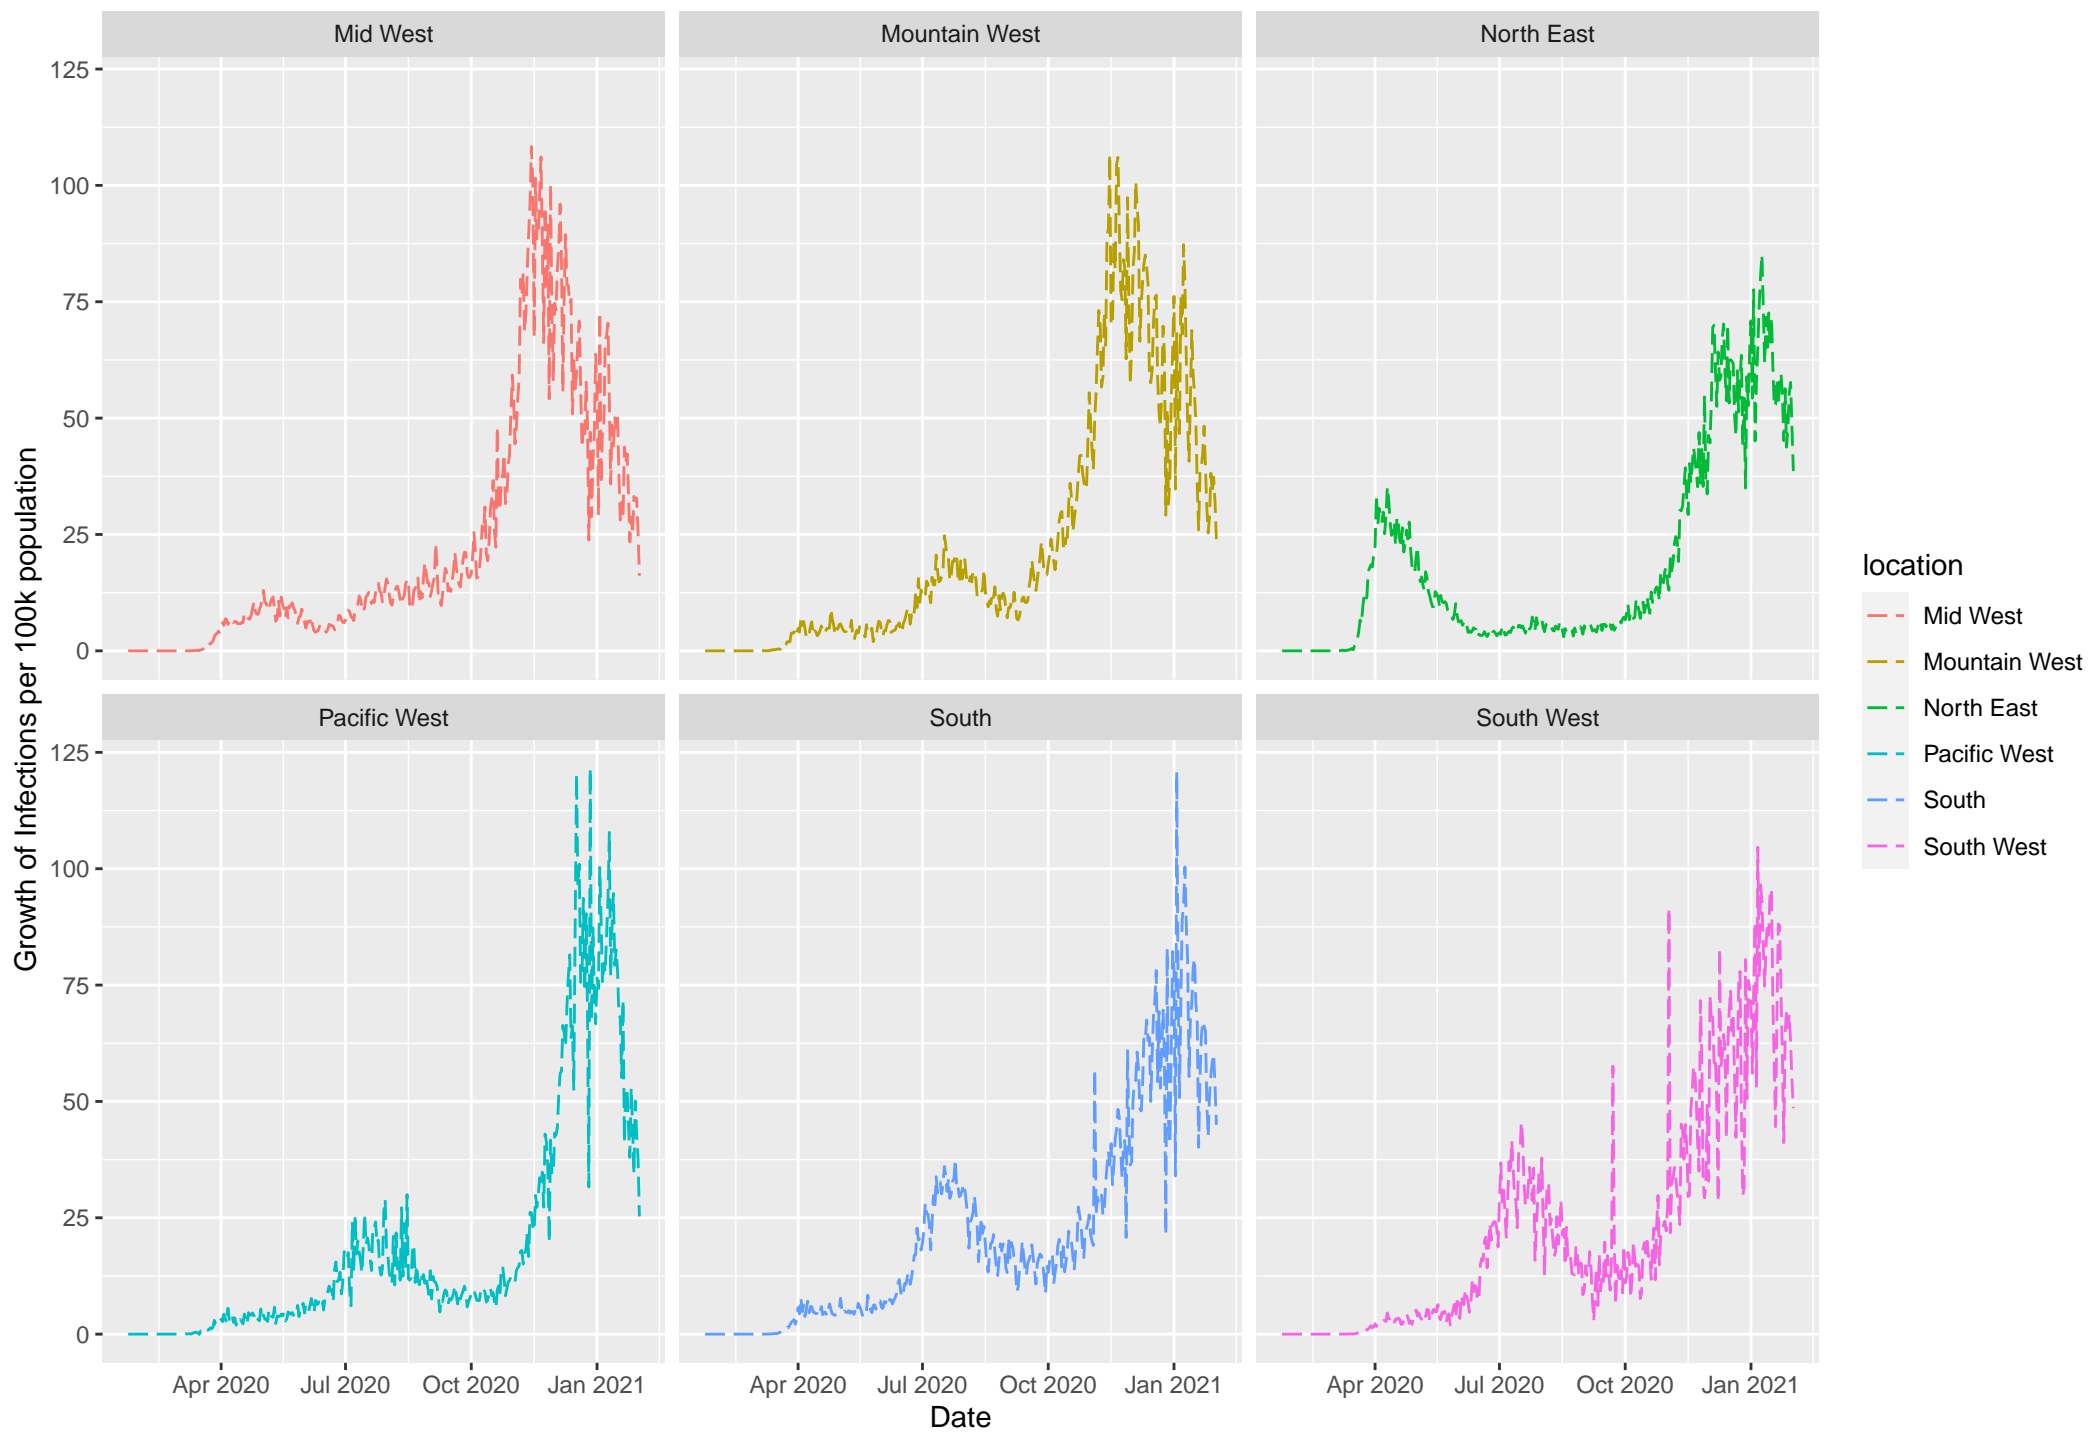 Mid West
Mountain West
North East
125
100
75
50
25
0
Pacific West
South
South West
125
100
75
50
25
0
Apr 2020 Jul 2020 Oct 2020 Jan 2021
Apr 2020 Jul 2020 Oct 2020 Jan 2021
Apr 2020 Jul 2020 Oct 2020 Jan 2021
Date
Growth of Infections per 100k population
location
Mid West
Mountain West
North East
Pacific West
South
South West